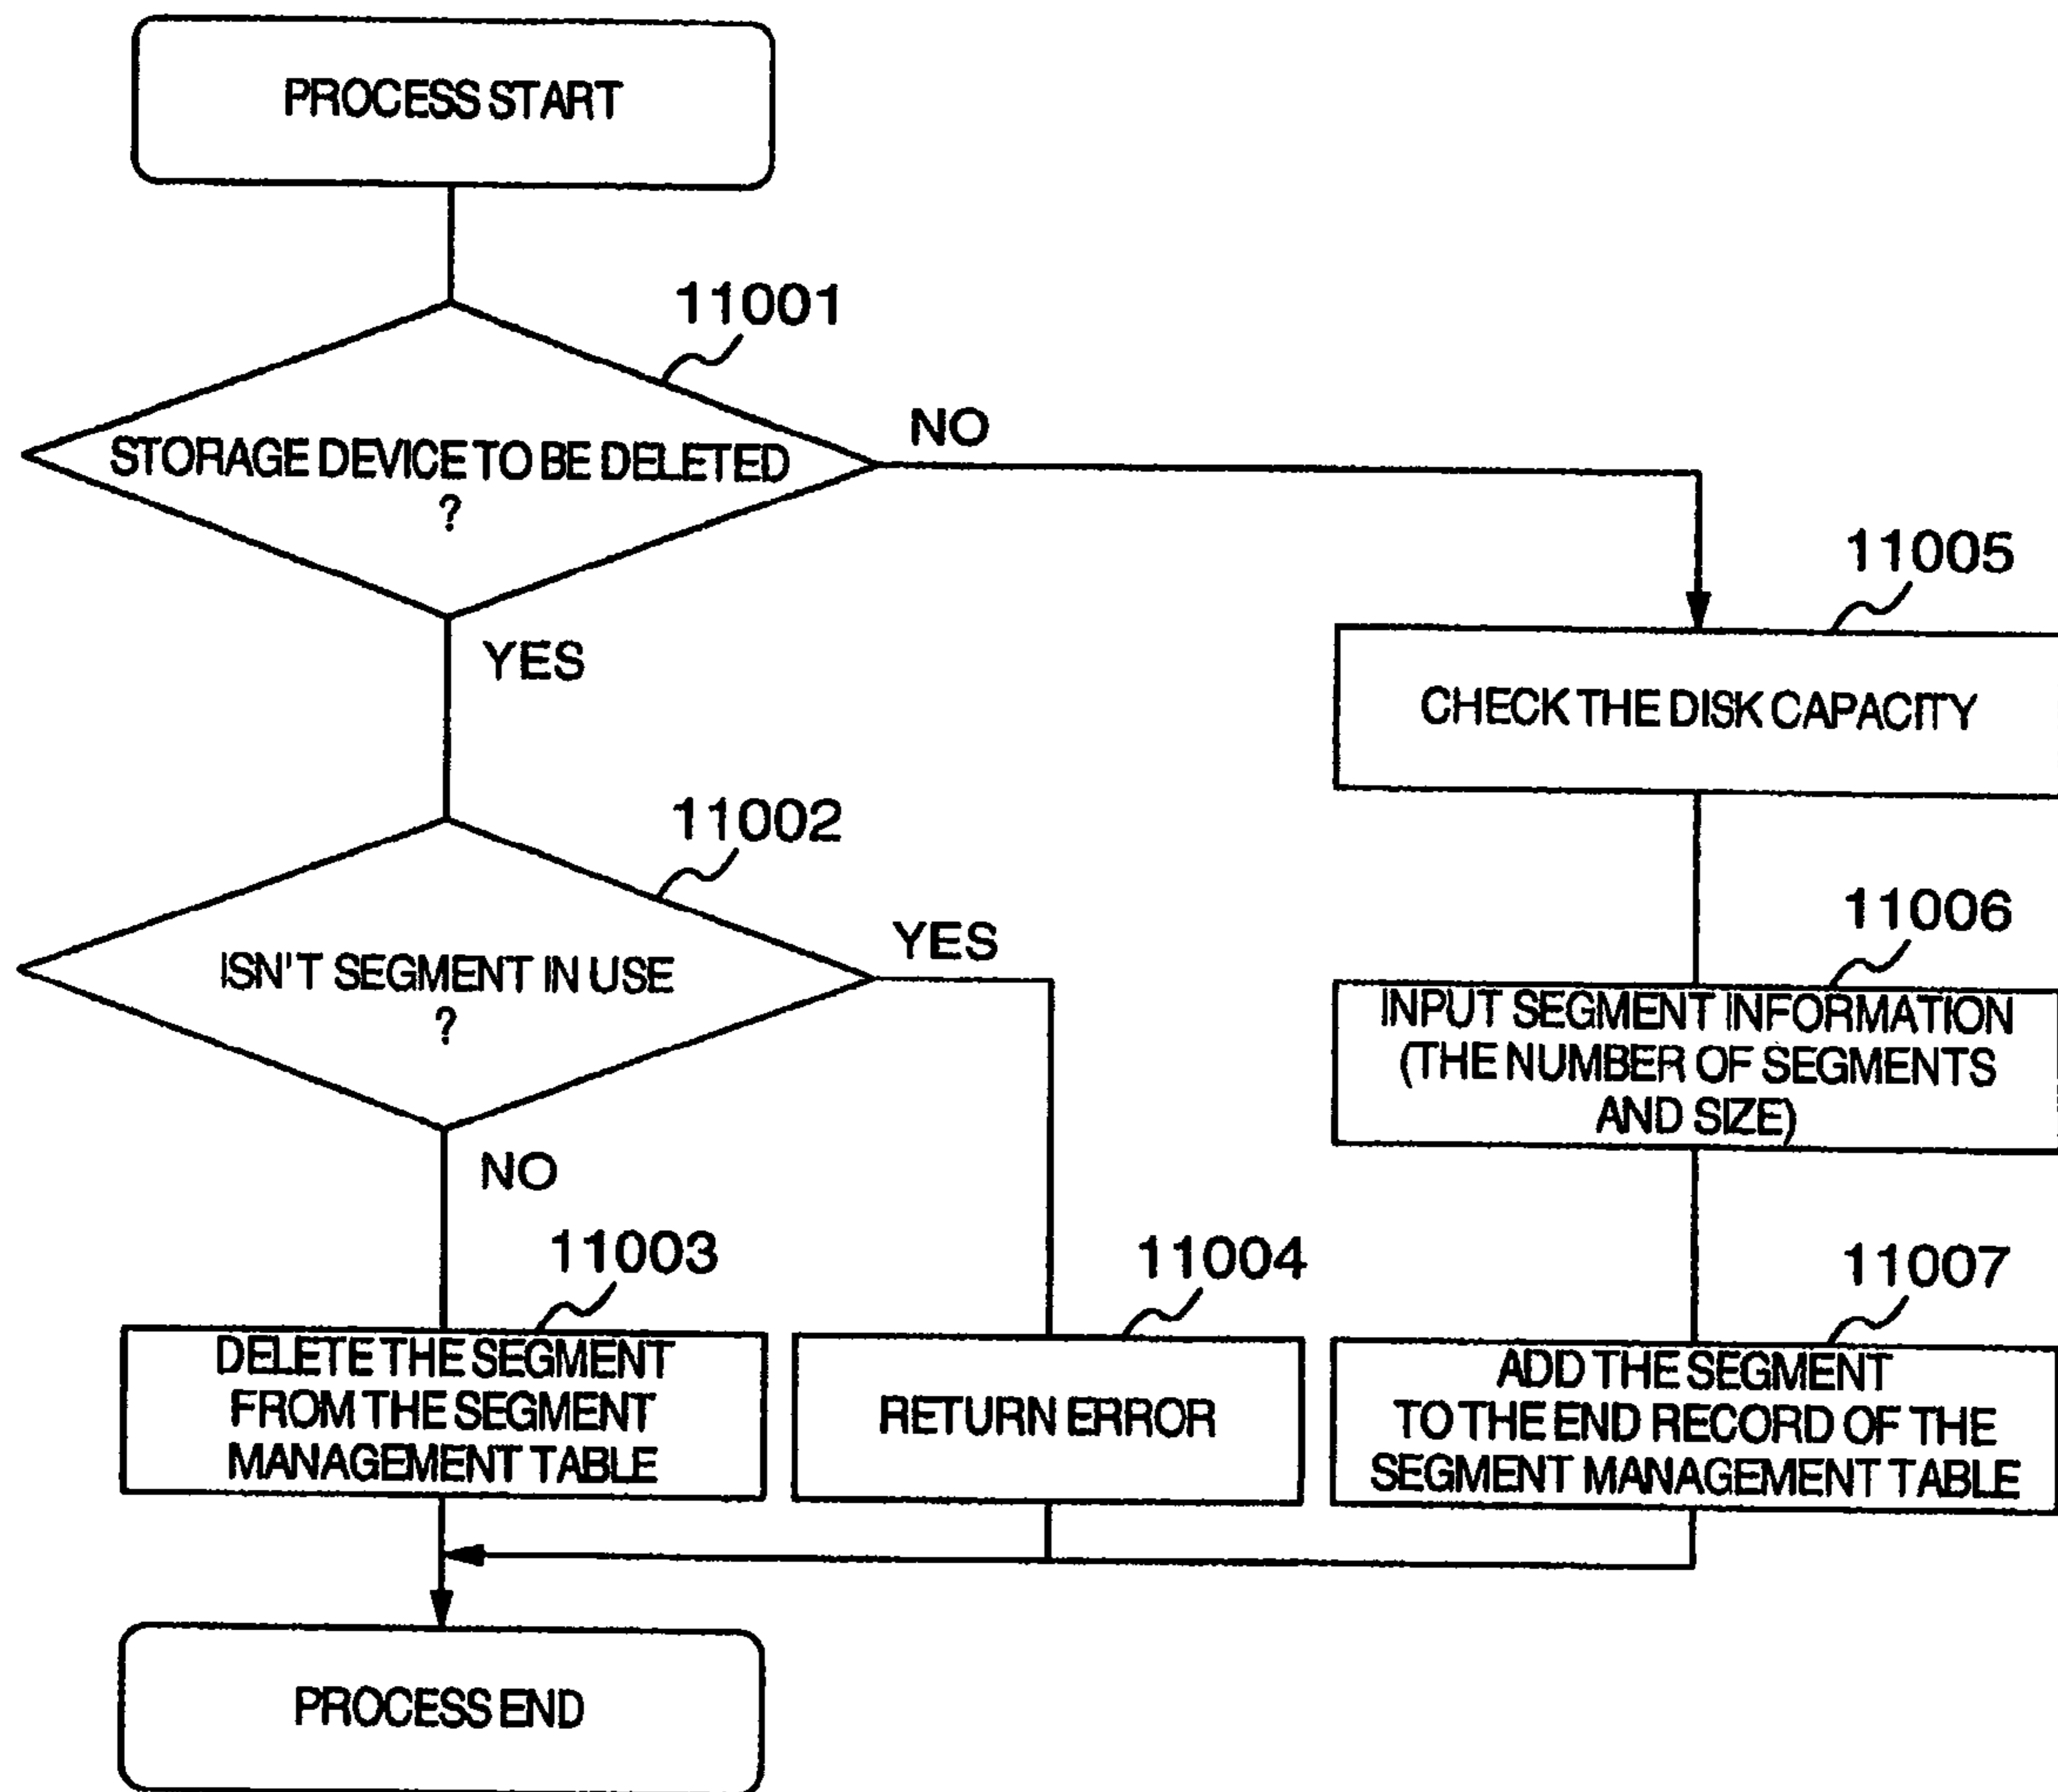 PROCESS START
11001
STORAGE DEVICE TO BE DELETED
?
NO
YES
11005
CHECK THE DISK CAPACITY
11002
ISN'T SEGMENT IN USE
?
YES
NO
11006
INPUT SEGMENT INFORMATION
(THE NUMBER OF SEGMENTS
AND SIZE)
11003
DELETE THE SEGMENT
FROM THE SEGMENT
MANAGEMENT TABLE
11004
RETURN ERROR
11007
ADD THE SEGMENT
TO THE END RECORD OF THE
SEGMENT MANAGEMENT TABLE
PROCESS END